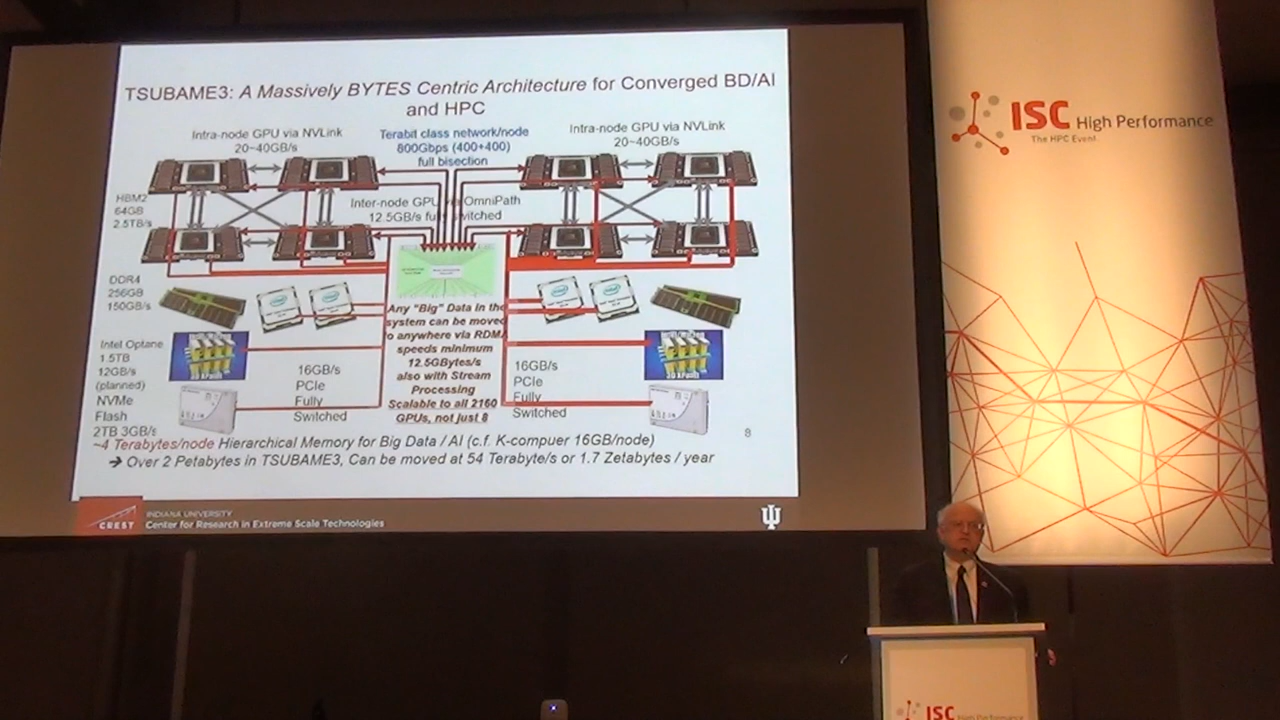 TSUBAME3: A Massively BYTES Centric Architecture for Converged BD/AI
and HPC
Intra-node GPU via NVLink
20~40GB/s
Terabit class network/node
800Gbps (400+400)
full bisection
Intra-node GPU via NVLink
20~40GB/s
HBM2
64GB
2.5TB/s
Inter-node GPU via OmniPath
12.5GB/s fully switched
DDR4
256GB
150GB/s
Intel Optane
1.5TB
12GB/s
(planned)
NVMe
Flash
2TB 3GB/s
16GB/s
PCIe
Fully
Switched
Any "Big" Data in the
system can be moved
to anywhere via RDMA
speeds minimum
12.5GBytes/s
also with Stream
Processing
Scalable to all 2160
GPUs, not just 8
16GB/s
PCIe
Fully
Switched
8
~4 Terabytes/node Hierarchical Memory for Big Data / AI (c.f. K-compuer 16GB/node)
→ Over 2 Petabytes in TSUBAME3, Can be moved at 54 Terabyte/s or 1.7 Zetabytes / year
CREST
INDIANA UNIVERSITY
Center for Research in Extreme Scale Technologies
ISC High Performance
The HPC Event
ISC High Performance